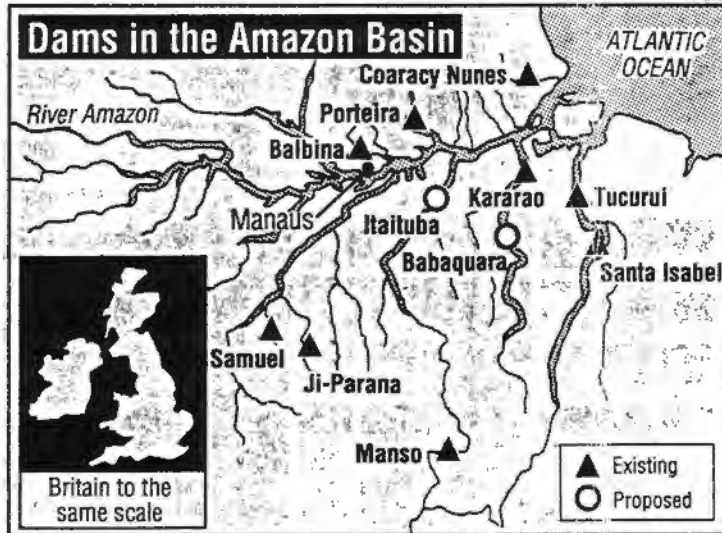 Dams in the Amazon Basin
ATLANTIC
OCEAN
Coaracy Nunes
River Amazon
Porteira
Balbina
Manaus
Itaituba
Kararao
Tucurui
Babaquara
Santa Isabel
Samuel
Ji-Parana
Manso
Britain to the
same scale
Existing
Proposed